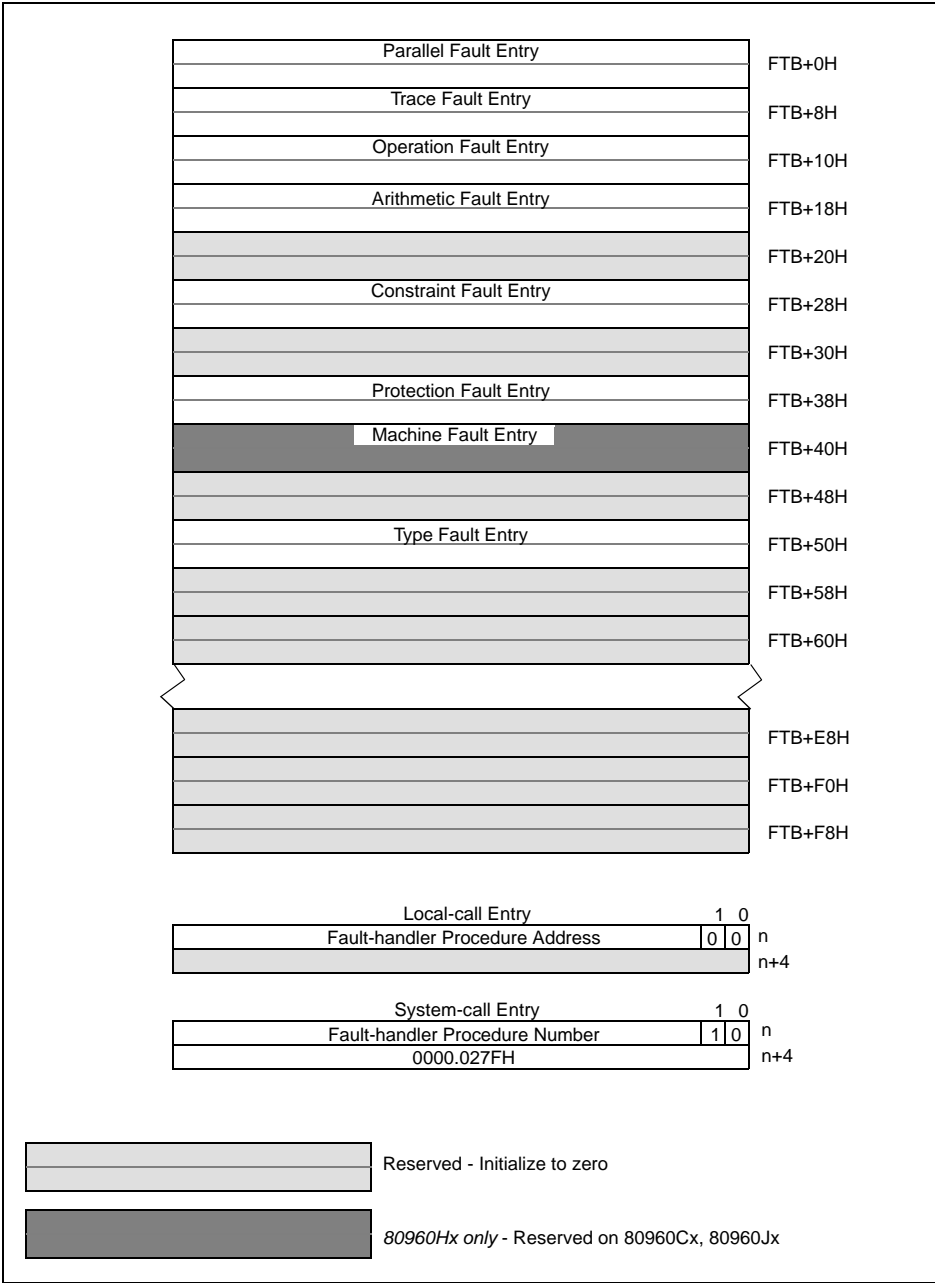 Parallel Fault Entry
FTB+0H
Trace Fault Entry
FTB+8H
Operation Fault Entry
FTB+10H
Arithmetic Fault Entry
FTB+18H
FTB+20H
Constraint Fault Entry
FTB+28H
FTB+30H
Protection Fault Entry
FTB+38H
Machine Fault Entry
FTB+40H
FTB+48H
Type Fault Entry
FTB+50H
FTB+58H
FTB+60H
FTB+E8H
FTB+F0H
FTB+F8H
Local-call Entry 1 0
Fault-handler Procedure Address 0 0 n
n+4
System-call Entry 1 0
Fault-handler Procedure Number 1 0 n
0000.027FH n+4
Reserved - Initialize to zero
80960Hx only - Reserved on 80960Cx, 80960Jx